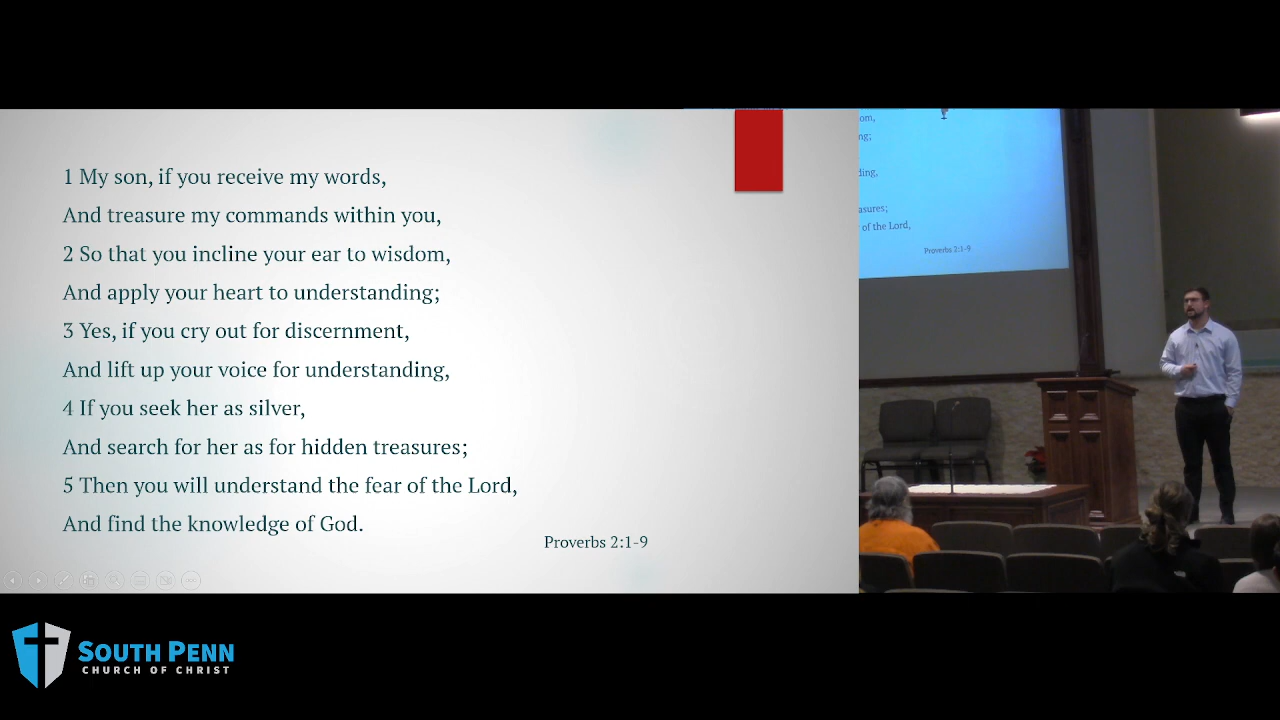 1 My son, if you receive my words,
And treasure my commands within you,
2 So that you incline your ear to wisdom,
And apply your heart to understanding;
3 Yes, if you cry out for discernment,
And lift up your voice for understanding,
4 If you seek her as silver,
And search for her as for hidden treasures;
5 Then you will understand the fear of the Lord,
And find the knowledge of God.
Proverbs 2:1-9
om,
ng;
ding,
asures;
of the Lord,
Proverbs 2:1-9
SOUTH PENN
CHURCH OF CHRIST